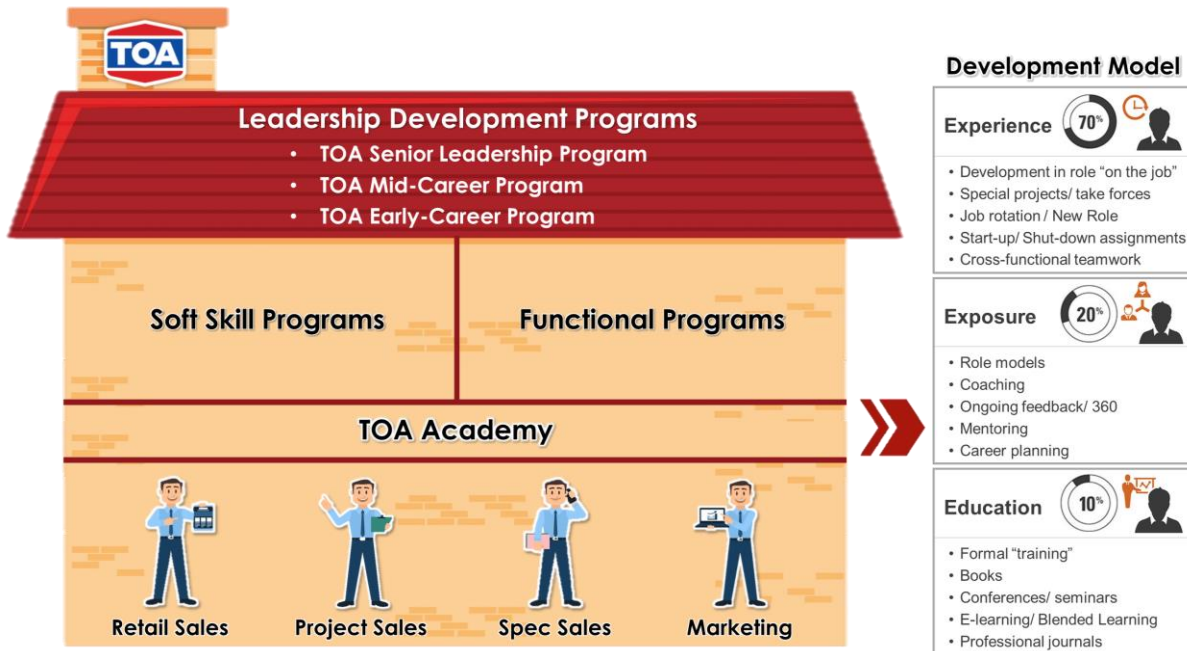 TOA
Leadership Development Programs
• TOA Senior Leadership Program
• TOA Mid-Career Program
• TOA Early-Career Program
Soft Skill Programs
Functional Programs
TOA Academy
Retail Sales
Project Sales
Spec Sales
Marketing
Development Model
Experience
70%
• Development in role “on the job”
• Special projects/ take forces
• Job rotation / New Role
• Start-up/ Shut-down assignments
• Cross-functional teamwork
Exposure
20%
• Role models
• Coaching
• Ongoing feedback/ 360
• Mentoring
• Career planning
Education
10%
• Formal “training”
• Books
• Conferences/ seminars
• E-learning/ Blended Learning
• Professional journals